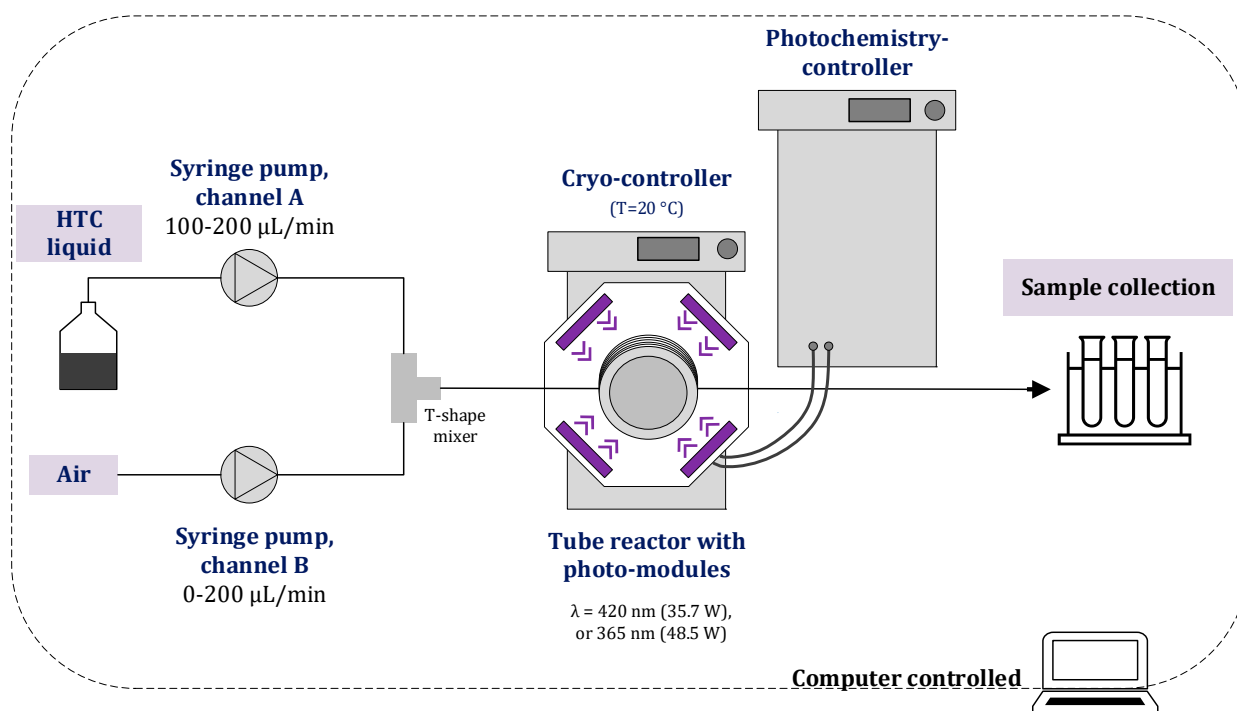 Photochemistry-
controller
Syringe pump,
channel A
100-200 µL/min
Cryo-controller
(T=20 °C)
HTC
liquid
Sample collection
T-shape
mixer
Air
Syringe pump,
channel B
0-200 µL/min
Tube reactor with
photo-modules
λ = 420 nm (35.7 W),
or 365 nm (48.5 W)
Computer controlled